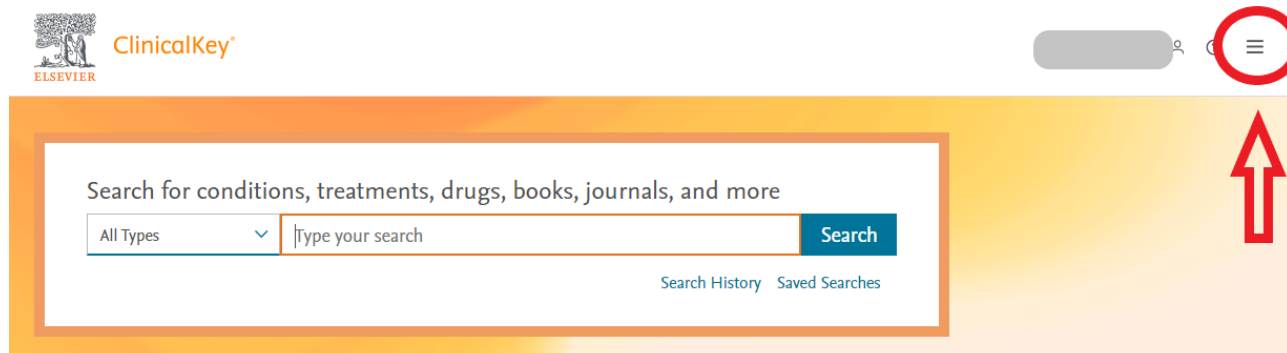 ClinicalKey®
ELSEVIER
Search for conditions, treatments, drugs, books, journals, and more
All Types
Type your search
Search
Search History
Saved Searches